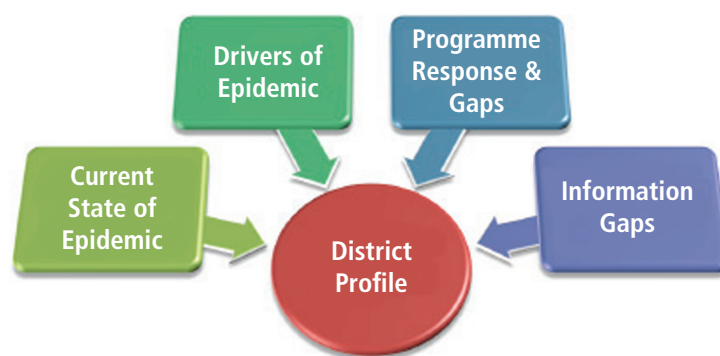 Current
State of
Epidemic
Drivers of
Epidemic
Programme
Response &
Gaps
Information
Gaps
District
Profile